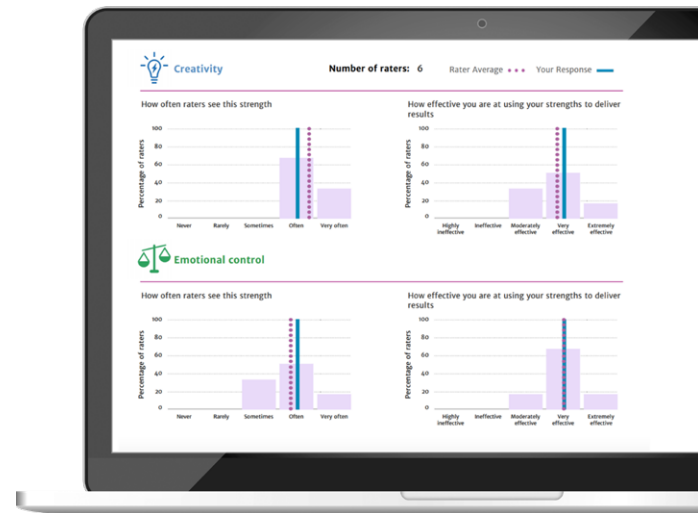 Creativity
Number of raters: 6
Rater Average
Your Response
How often raters see this strength
How effective you are at using your strengths to deliver
results
Percentage of raters
100
80
60
40
20
0
Never
Rarely
Sometimes
Often
Very often
Percentage of raters
100
80
60
40
20
0
Highly
ineffective
Ineffective
Moderately
effective
Very
effective
Extremely
effective
Emotional control
How often raters see this strength
How effective you are at using your strengths to deliver
results
Percentage of raters
100
80
60
40
20
0
Never
Rarely
Sometimes
Often
Very often
Percentage of raters
100
80
60
40
20
0
Highly
ineffective
Ineffective
Moderately
effective
Very
effective
Extremely
effective